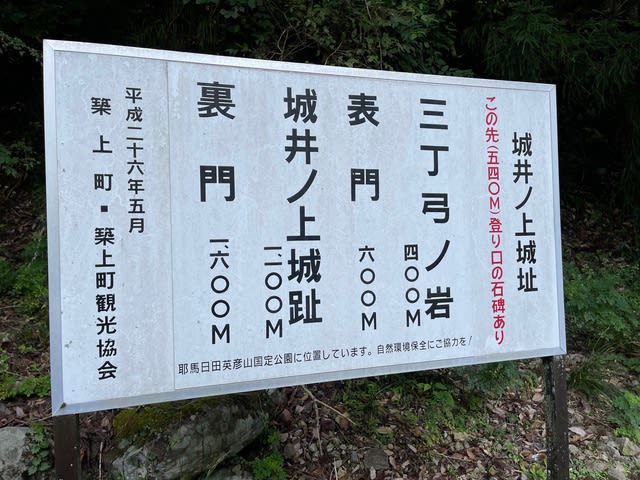 城井ノ上城址
この先(五四〇M)登り口の石碑あり
三丁弓ノ岩 四〇〇M
表門 六〇〇M
城井ノ上城趾 一、二〇〇M
裏門 一、六〇〇M
耶馬日田英彦山国定公園に位置しています。自然環境保全にご協力を!
平成二十六年五月
築上町■築上町観光協会